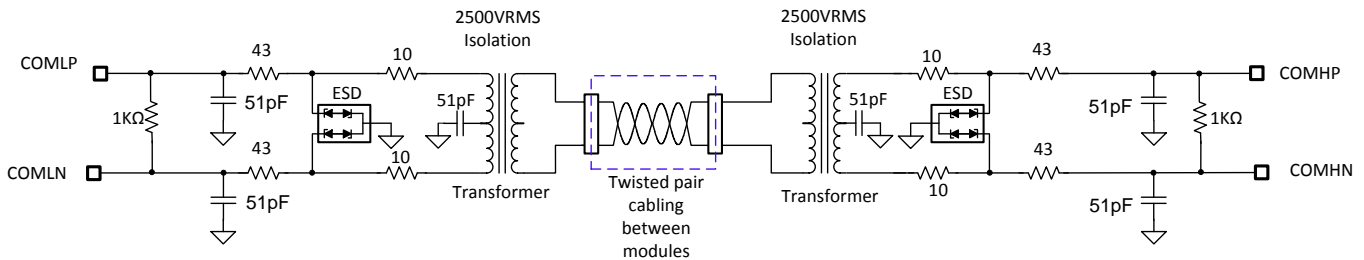 2500VRMS
Isolation
2500VRMS
Isolation
COMLP
43
10
10
43
COMHP
1KΩ
51pF
ESD
51pF
51pF
ESD
51pF
1KΩ
COMLN
43
10
10
43
COMHN
51pF
Transformer
Twisted pair
cabling
between
modules
Transformer
51pF